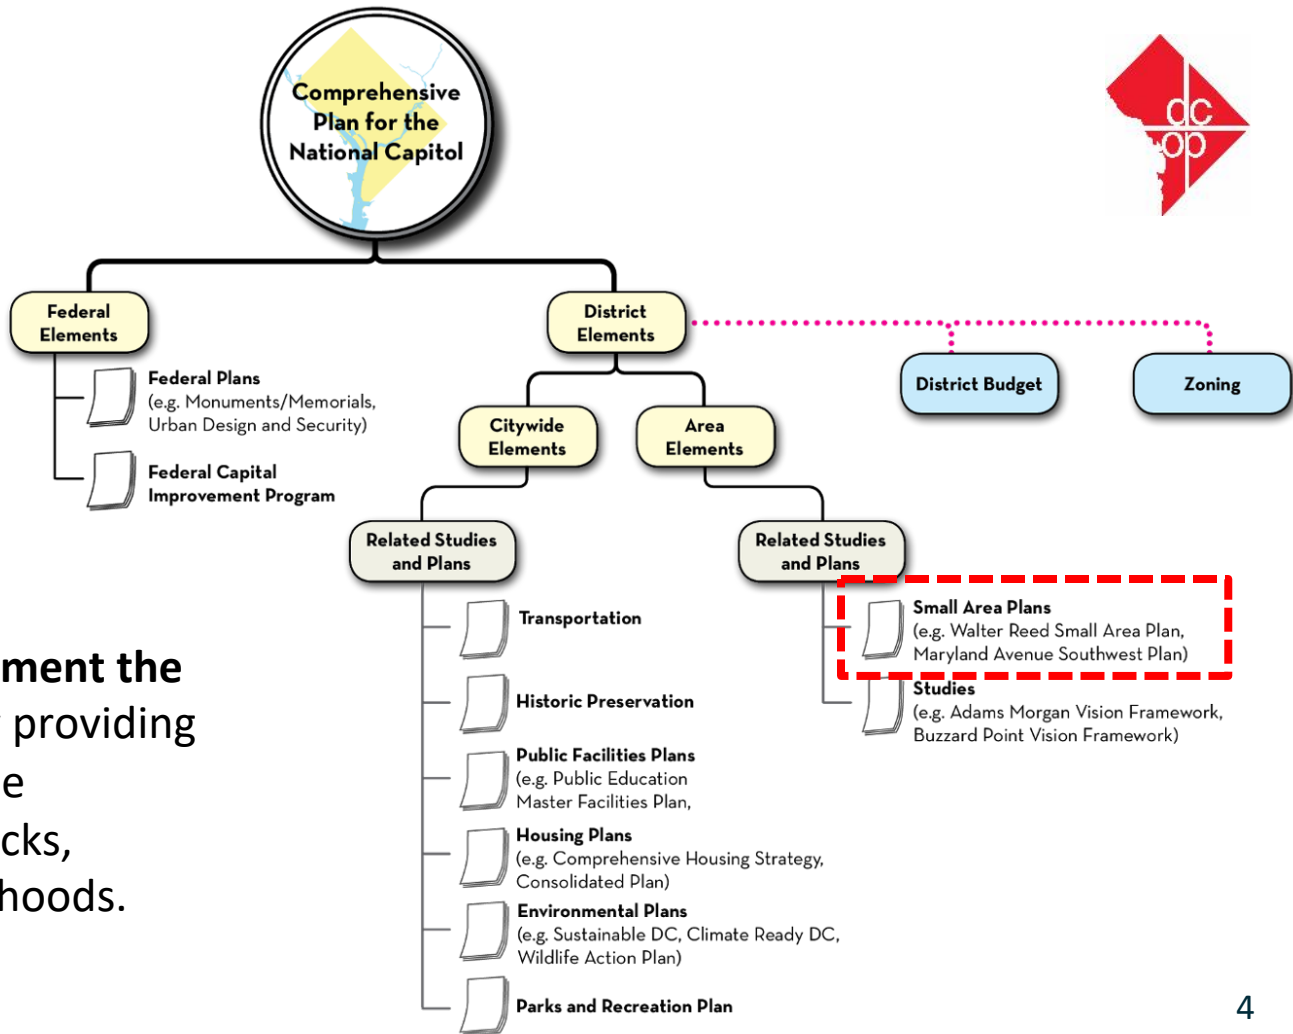 Comprehensive
Plan for the
National Capitol
dc
op
Federal
Elements
District
Elements
Federal Plans
(e.g. Monuments/Memorials,
Urban Design and Security)
Federal Capital
Improvement Program
District Budget
Zoning
Citywide
Elements
Area
Elements
Related Studies
and Plans
Related Studies
and Plans
Transportation
Historic Preservation
Public Facilities Plans
(e.g. Public Education
Master Facilities Plan,
Housing Plans
(e.g. Comprehensive Housing Strategy,
Consolidated Plan)
Environmental Plans
(e.g. Sustainable DC, Climate Ready DC,
Wildlife Action Plan)
Parks and Recreation Plan
Small Area Plans
(e.g. Walter Reed Small Area Plan,
Maryland Avenue Southwest Plan)
Studies
(e.g. Adams Morgan Vision Framework,
Buzzard Point Vision Framework)
ment the
providing
e
cks,
hoods.
4